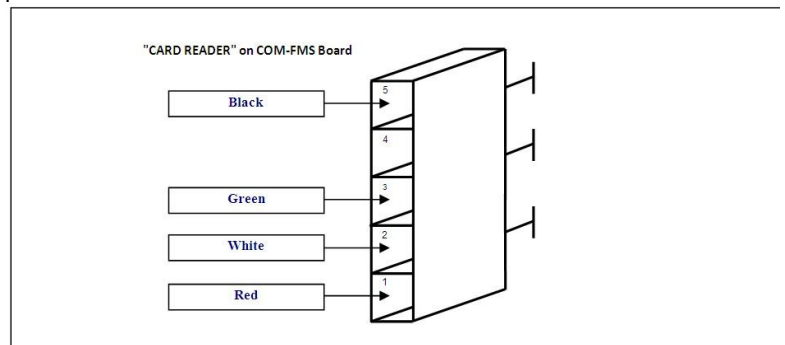 "CARD READER" on COM-FMS Board
5
Black
4
3
Green
2
White
1
Red